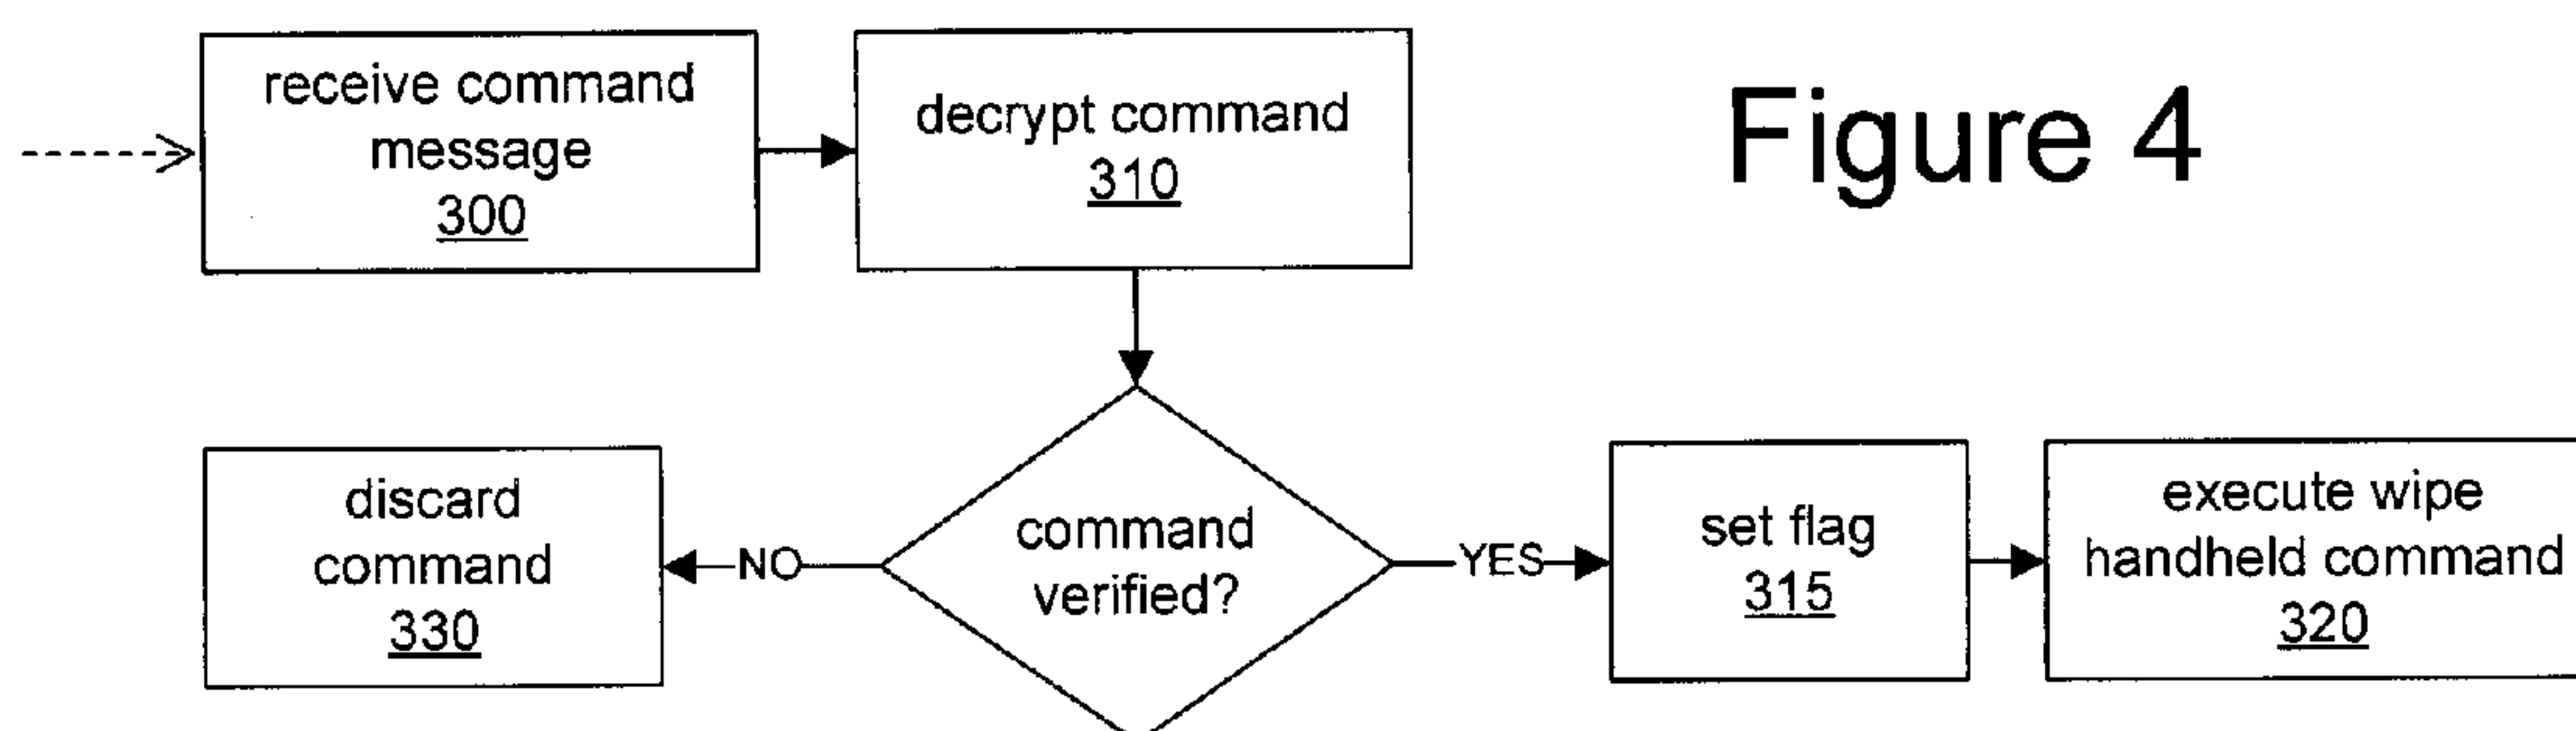 receive command
message
300
decrypt command
310
Figure 4
discard
command
330
NO
command
verified?
YES
set flag
315
execute wipe
handheld command
320